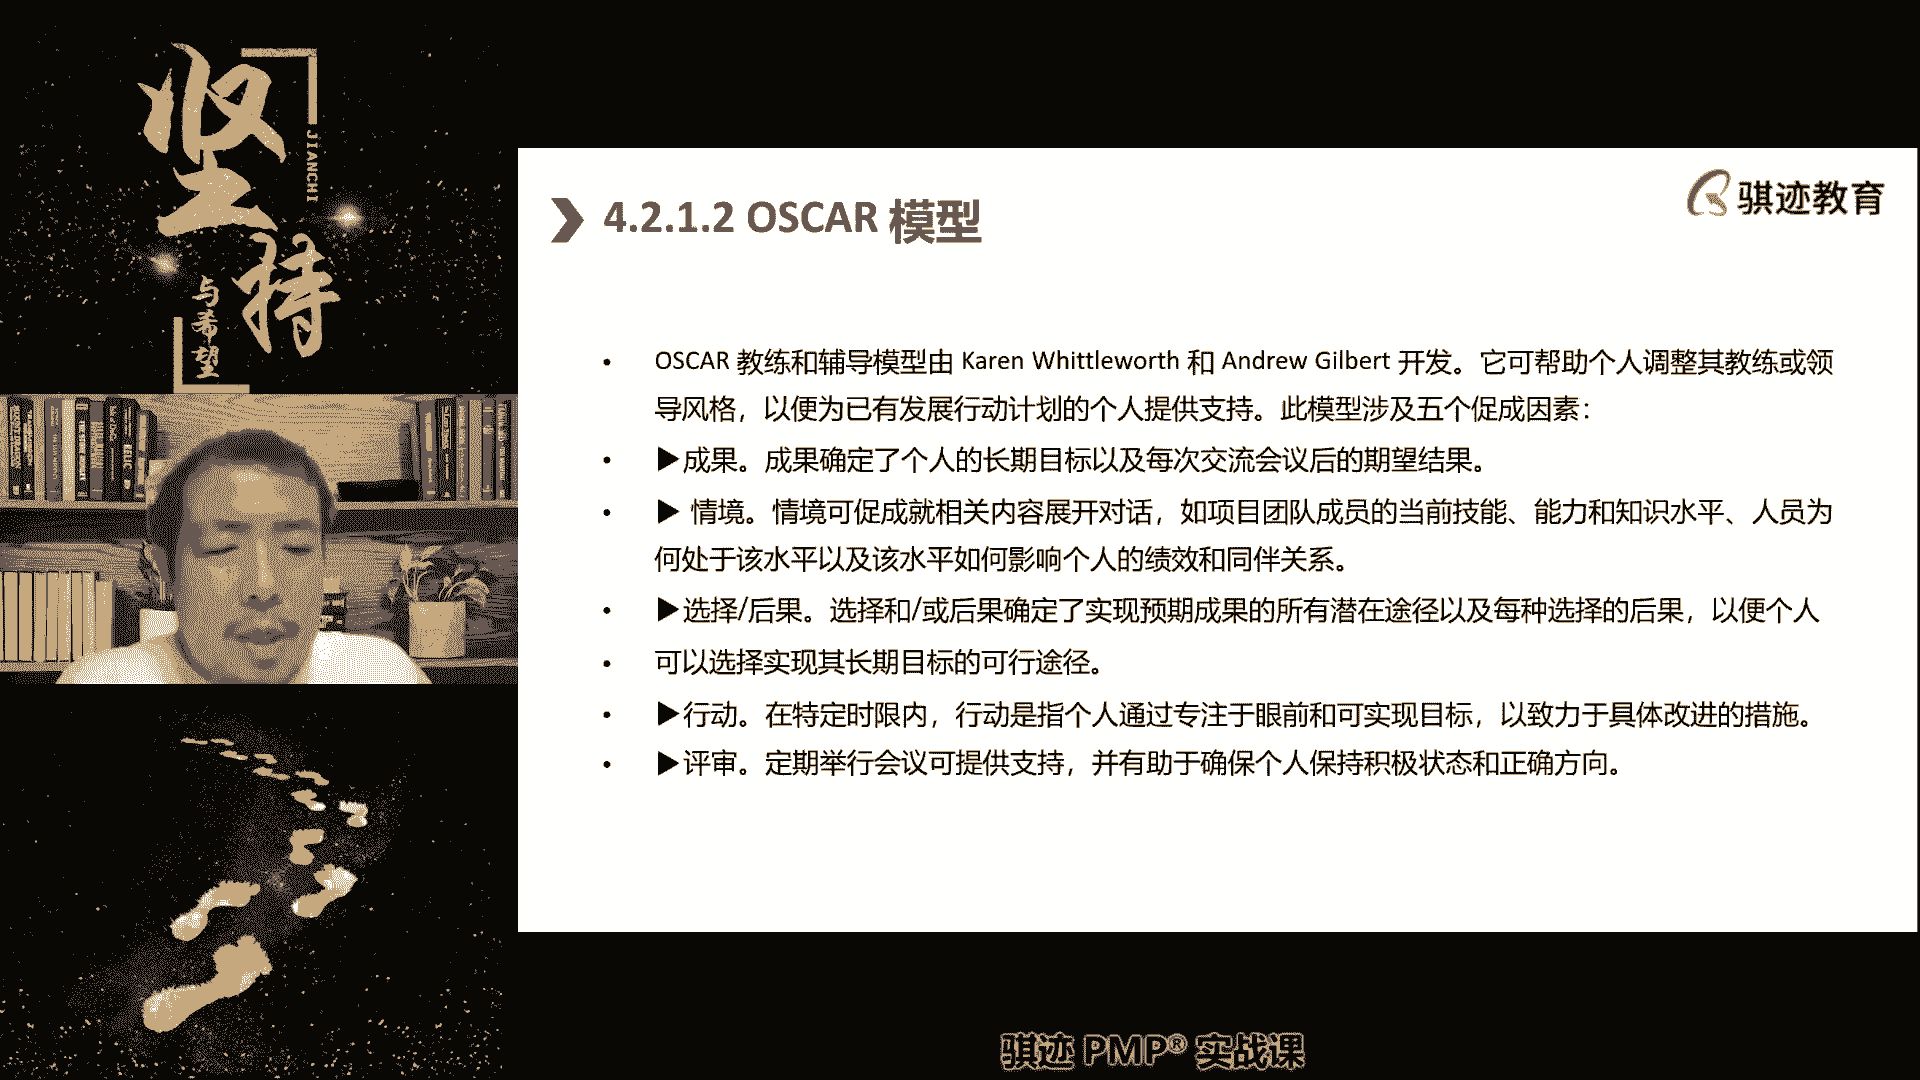 坚持
JIANCHI
与希望
骐迹教育
4.2.1.2 OSCAR 模型
• OSCAR 教练和辅导模型由 Karen Whittleworth 和 Andrew Gilbert 开发。它可帮助个人调整其教练或领
导风格，以便为已有发展行动计划的个人提供支持。此模型涉及五个促成因素：
• ▶成果。成果确定了个人的长期目标以及每次交流会议后的期望结果。
• ▶ 情境。情境可促成就相关内容展开对话，如项目团队成员的当前技能、能力和知识水平、人员为
何处于该水平以及该水平如何影响个人的绩效和同伴关系。
• ▶选择/后果。选择和/或后果确定了实现预期成果的所有潜在途径以及每种选择的后果，以便个人
• 可以选择实现其长期目标的可行途径。
• ▶行动。在特定时限内，行动是指个人通过专注于眼前和可实现目标，以致力于具体改进的措施。
• ▶评审。定期举行会议可提供支持，并有助于确保个人保持积极状态和正确方向。
骐迹 PMP® 实战课